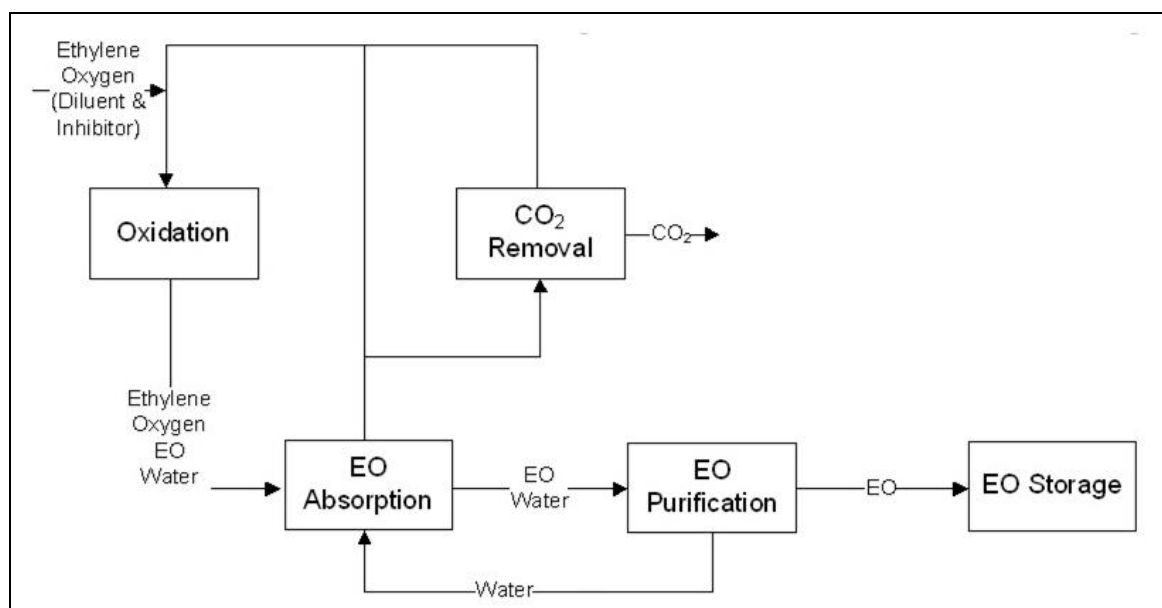 Ethylene
Oxygen
(Diluent &
Inhibitor)
Oxidation
CO₂
Removal
CO₂
Ethylene
Oxygen
EO
Water
EO
Absorption
EO
Water
EO
Purification
EO
EO Storage
Water